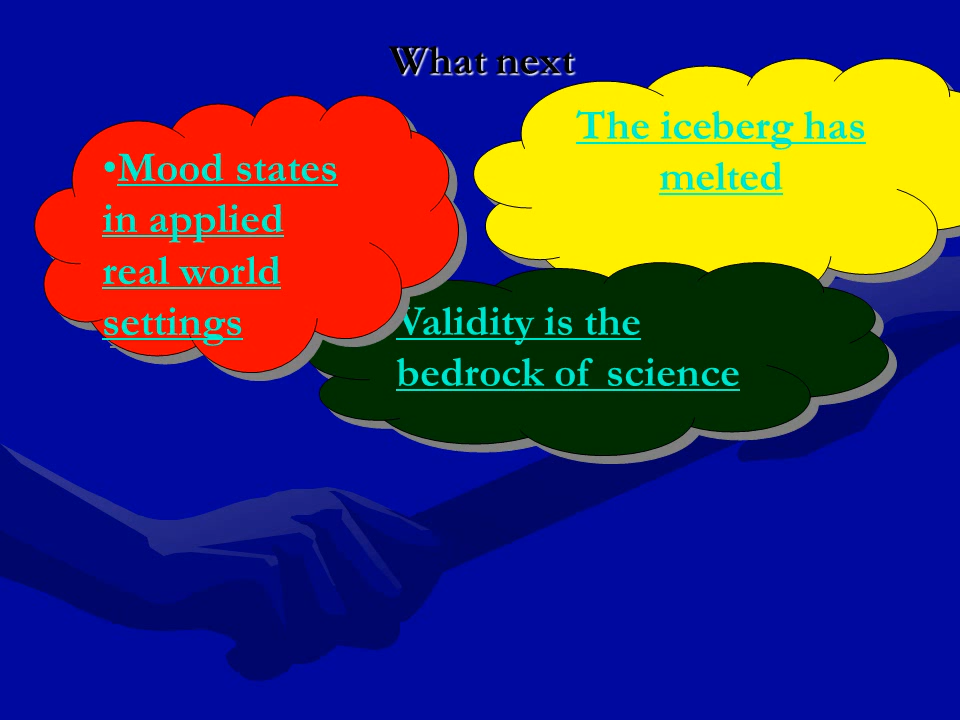 What next
The iceberg has
melted
•Mood states
in applied
real world
settings
Validity is the
bedrock of science